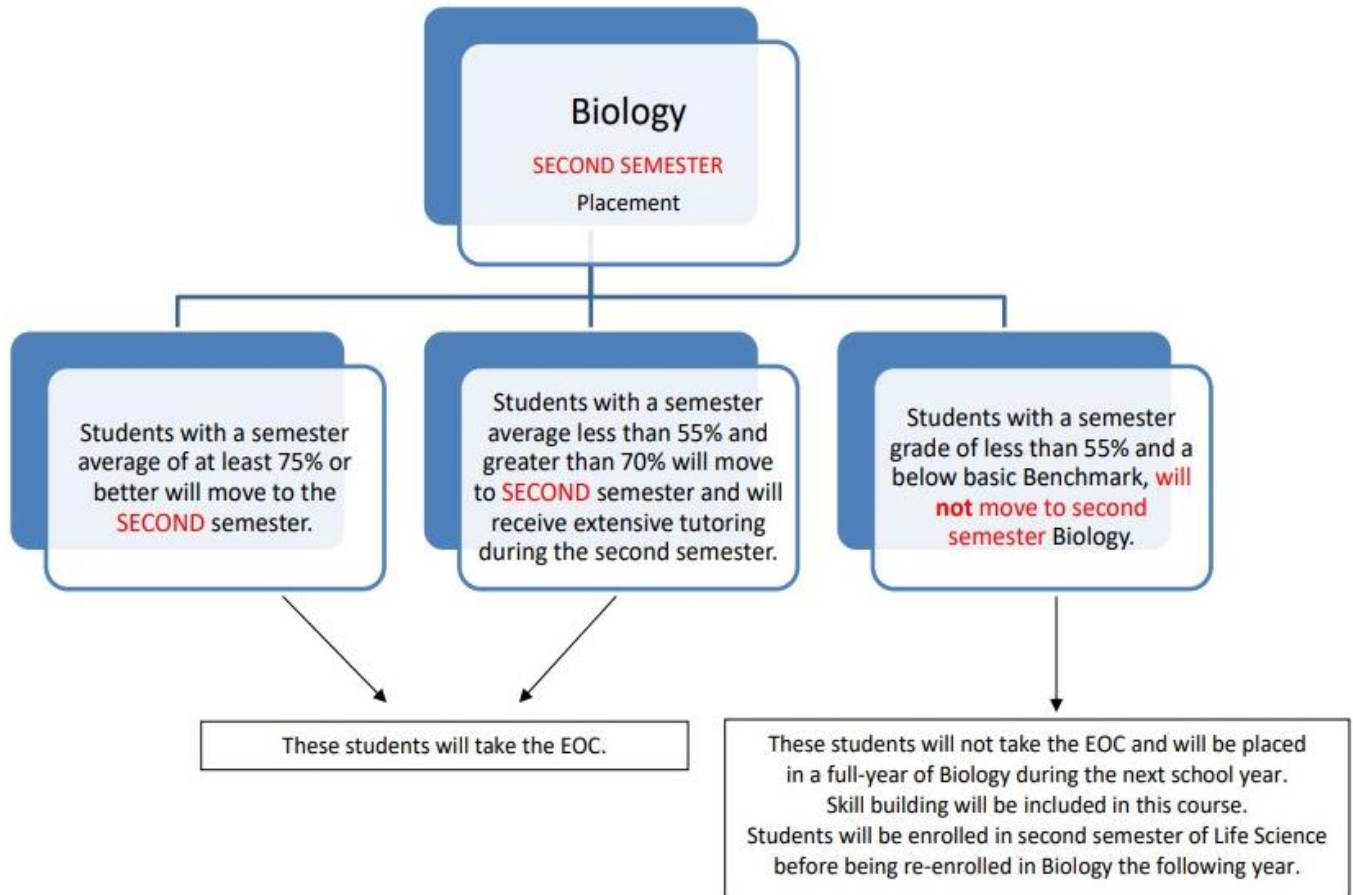 Biology
SECOND SEMESTER
Placement
Students with a semester
average of at least 75% or
better will move to the
SECOND semester.
Students with a semester
average less than 55% and
greater than 70% will move
to SECOND semester and will
receive extensive tutoring
during the second semester.
Students with a semester
grade of less than 55% and a
below basic Benchmark, will
not move to second
semester Biology.
These students will take the EOC.
These students will not take the EOC and will be placed
in a full-year of Biology during the next school year.
Skill building will be included in this course.
Students will be enrolled in second semester of Life Science
before being re-enrolled in Biology the following year.